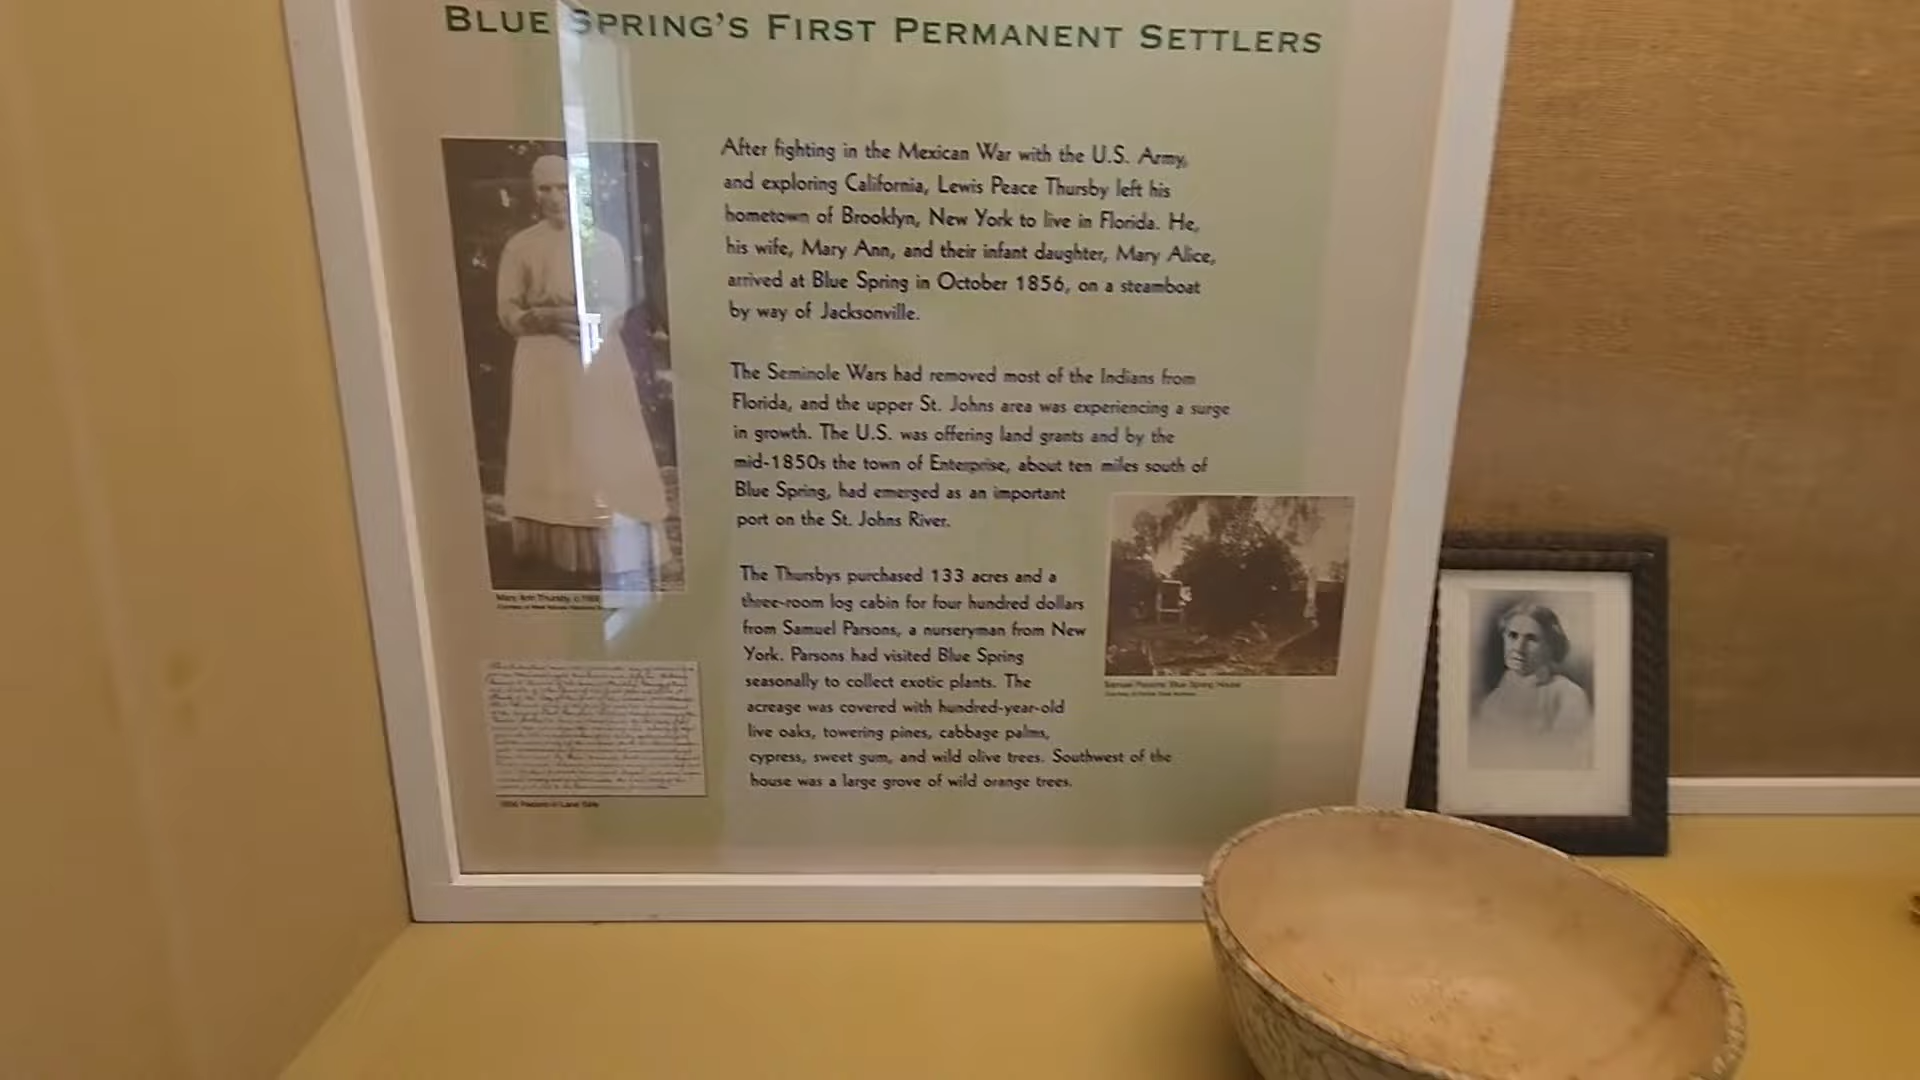 BLUE SPRING'S FIRST PERMANENT SETTLERS
After fighting in the Mexican War with the U.S. Army,
and exploring California, Lewis Peace Thursby left his
hometown of Brooklyn, New York to live in Florida. He,
his wife, Mary Ann, and their infant daughter, Mary Alice,
arrived at Blue Spring in October 1856, on a steamboat
by way of Jacksonville.
The Seminole Wars had removed most of the Indians from
Florida, and the upper St. Johns area was experiencing a surge
in growth. The U.S. was offering land grants and by the
mid-1850s the town of Enterprise, about ten miles south of
Blue Spring, had emerged as an important
port on the St. Johns River.
The Thursbys purchased 133 acres and a
three-room log cabin for four hundred dollars
from Samuel Parsons, a nurseryman from New
York. Parsons had visited Blue Spring
seasonally to collect exotic plants. The
acreage was covered with hundred-year-old
live oaks, towering pines, cabbage palms,
cypress, sweet gum, and wild olive trees. Southwest of the
house was a large grove of wild orange trees.
Mary Ann Thursby,
Samuel Parsons' Blue Spring House